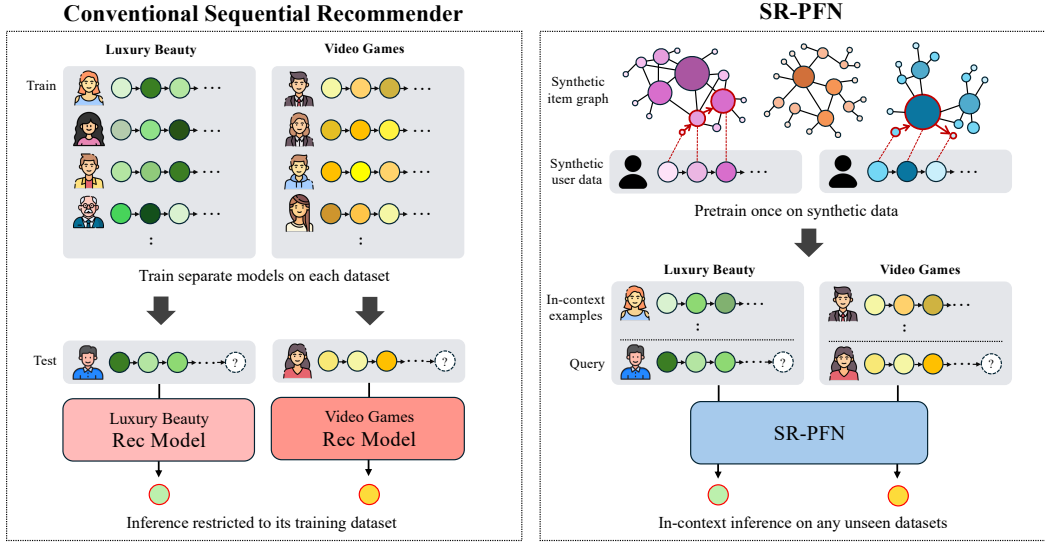 Conventional Sequential Recommender
Luxury Beauty
Video Games
Train
Train separate models on each dataset
Test
?
?
Luxury Beauty
Rec Model
Video Games
Rec Model
Inference restricted to its training dataset
SR-PFN
Synthetic
item graph
Synthetic
user data
Pretrain once on synthetic data
Luxury Beauty
Video Games
In-context
examples
Query
?
?
SR-PFN
In-context inference on any unseen datasets